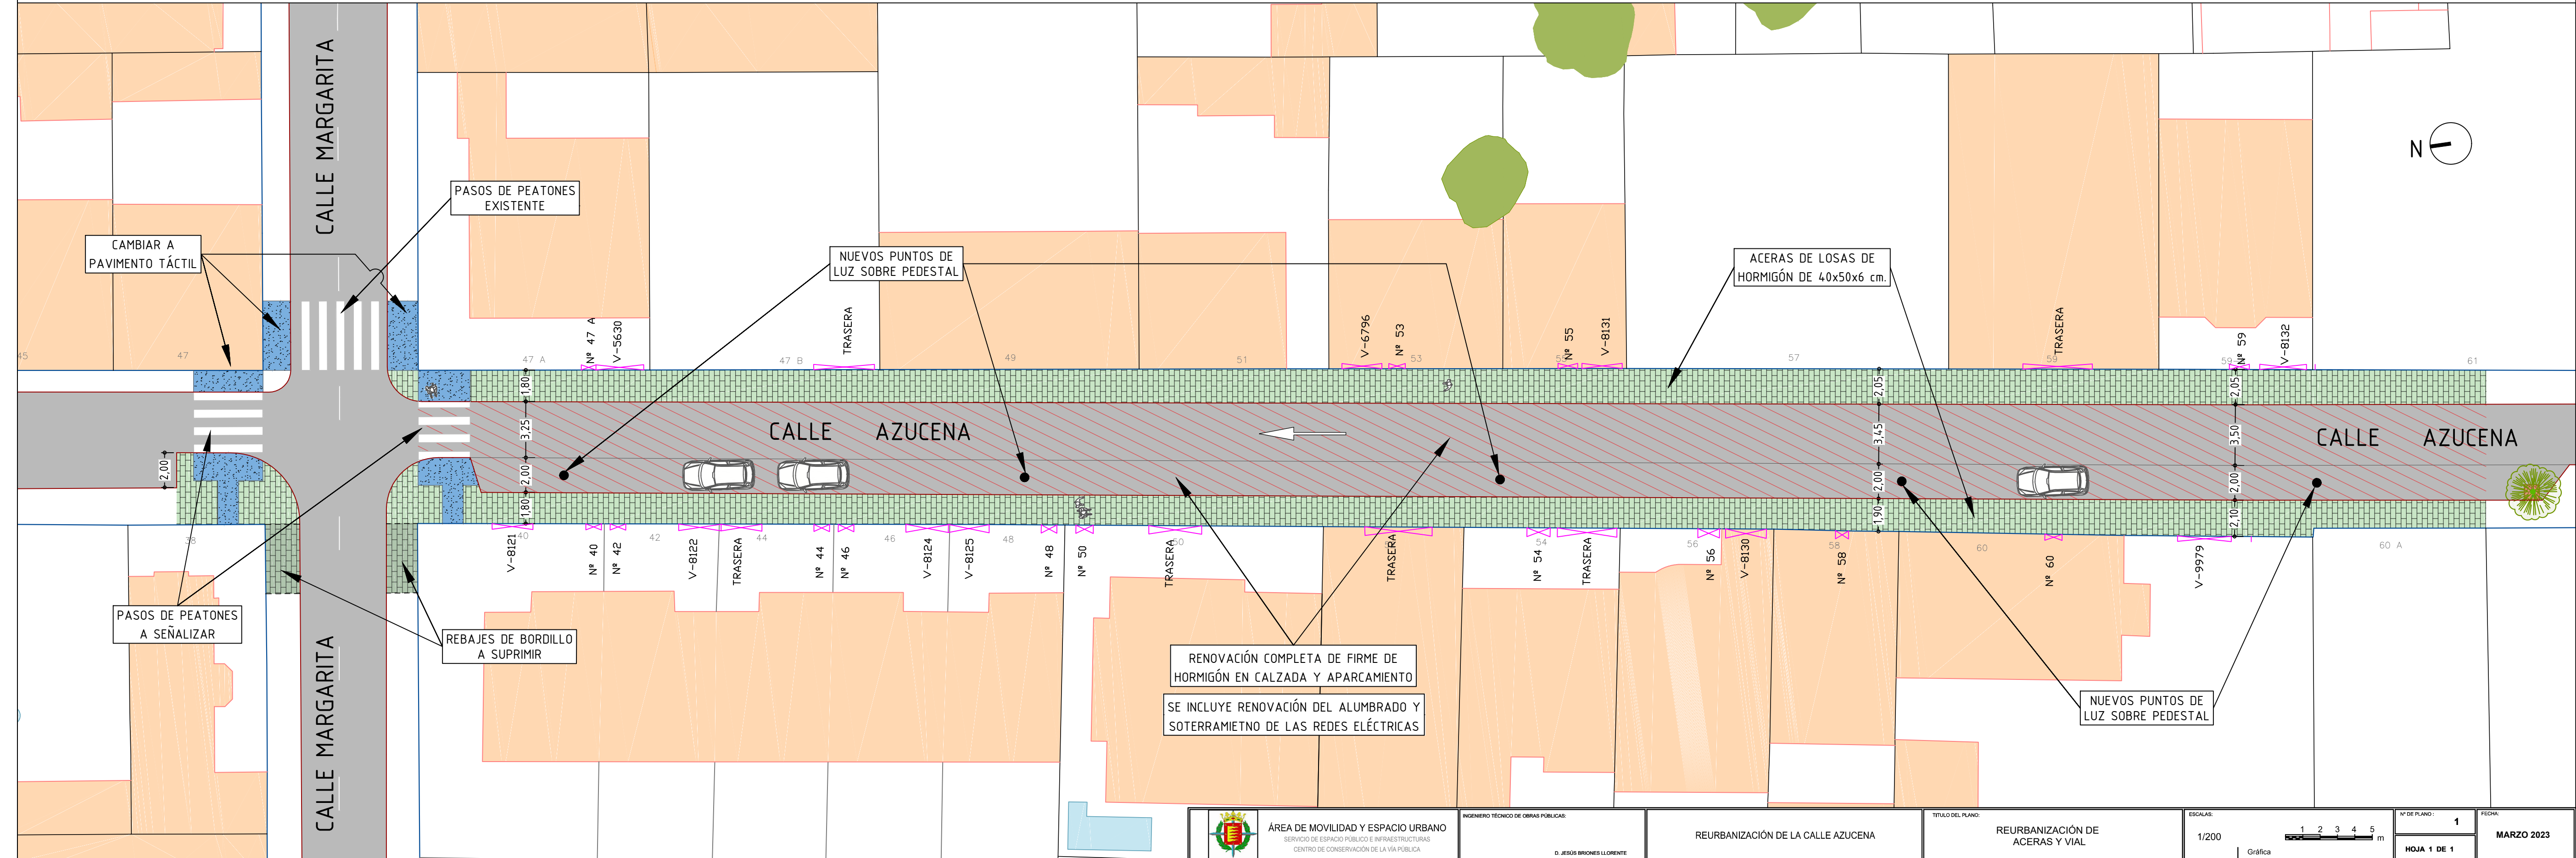 CALLE MARGARITA
PASOS DE PEATONES
EXISTENTE
CAMBIAR A
PAVIMENTO TÁCTIL
NUEVOS PUNTOS DE
LUZ SOBRE PEDESTAL
ACERAS DE LOSAS DE
HORMIGÓN DE 40x50x6 cm.
N
45
47
47 A
Nº 47 A
V-5630
47 B
TRASERA
49
51
V-6796
53
Nº 53
Nº 55
V-8131
57
59
TRASERA
Nº 59
V-8132
61
1,80
3,25
2,00
1,80
2,00
2,05
3,45
2,00
1,90
2,05
3,50
2,00
2,10
CALLE AZUCENA
CALLE AZUCENA
38
V-8121
40
Nº 40
Nº 42
42
V-8122
TRASERA
44
Nº 44
Nº 46
46
V-8124
V-8125
48
Nº 48
Nº 50
TRASERA
50
TRASERA
Nº 54
54
TRASERA
56
Nº 56
V-8130
58
Nº 58
60
Nº 60
V-9979
60 A
PASOS DE PEATONES
A SEÑALIZAR
REBAJES DE BORDILLO
A SUPRIMIR
CALLE MARGARITA
RENOVACIÓN COMPLETA DE FIRME DE
HORMIGÓN EN CALZADA Y APARCAMIENTO
SE INCLUYE RENOVACIÓN DEL ALUMBRADO Y
SOTERRAMIETNO DE LAS REDES ELÉCTRICAS
NUEVOS PUNTOS DE
LUZ SOBRE PEDESTAL
ÁREA DE MOVILIDAD Y ESPACIO URBANO
SERVICIO DE ESPACIO PÚBLICO E INFRAESTRUCTURAS
CENTRO DE CONSERVACIÓN DE LA VÍA PÚBLICA
INGENIERO TÉCNICO DE OBRAS PÚBLICAS:
D. JESÚS BRIONES LLORENTE
REURBANIZACIÓN DE LA CALLE AZUCENA
TITULO DEL PLANO:
REURBANIZACIÓN DE
ACERAS Y VIAL
ESCALAS:
1/200
1 2 3 4 5 m
Gráfica
Nº DE PLANO : 1
HOJA 1 DE 1
FECHA:
MARZO 2023